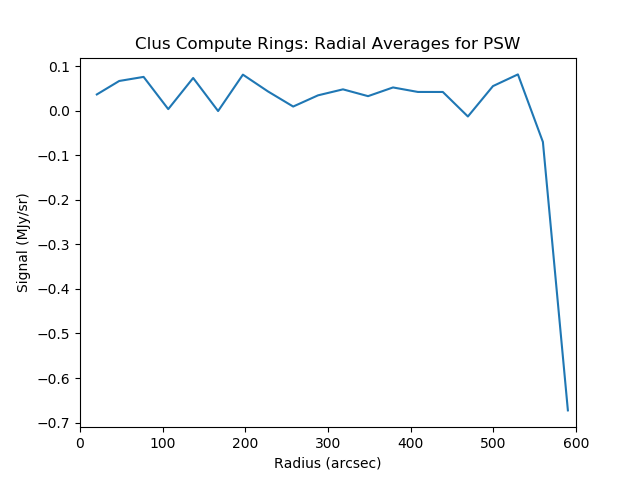 Clus Compute Rings: Radial Averages for PSW
0.1
0.0
−0.1
−0.2
−0.3
−0.4
−0.5
−0.6
−0.7
Signal (MJy/sr)
0 100 200 300 400 500 600
Radius (arcsec)